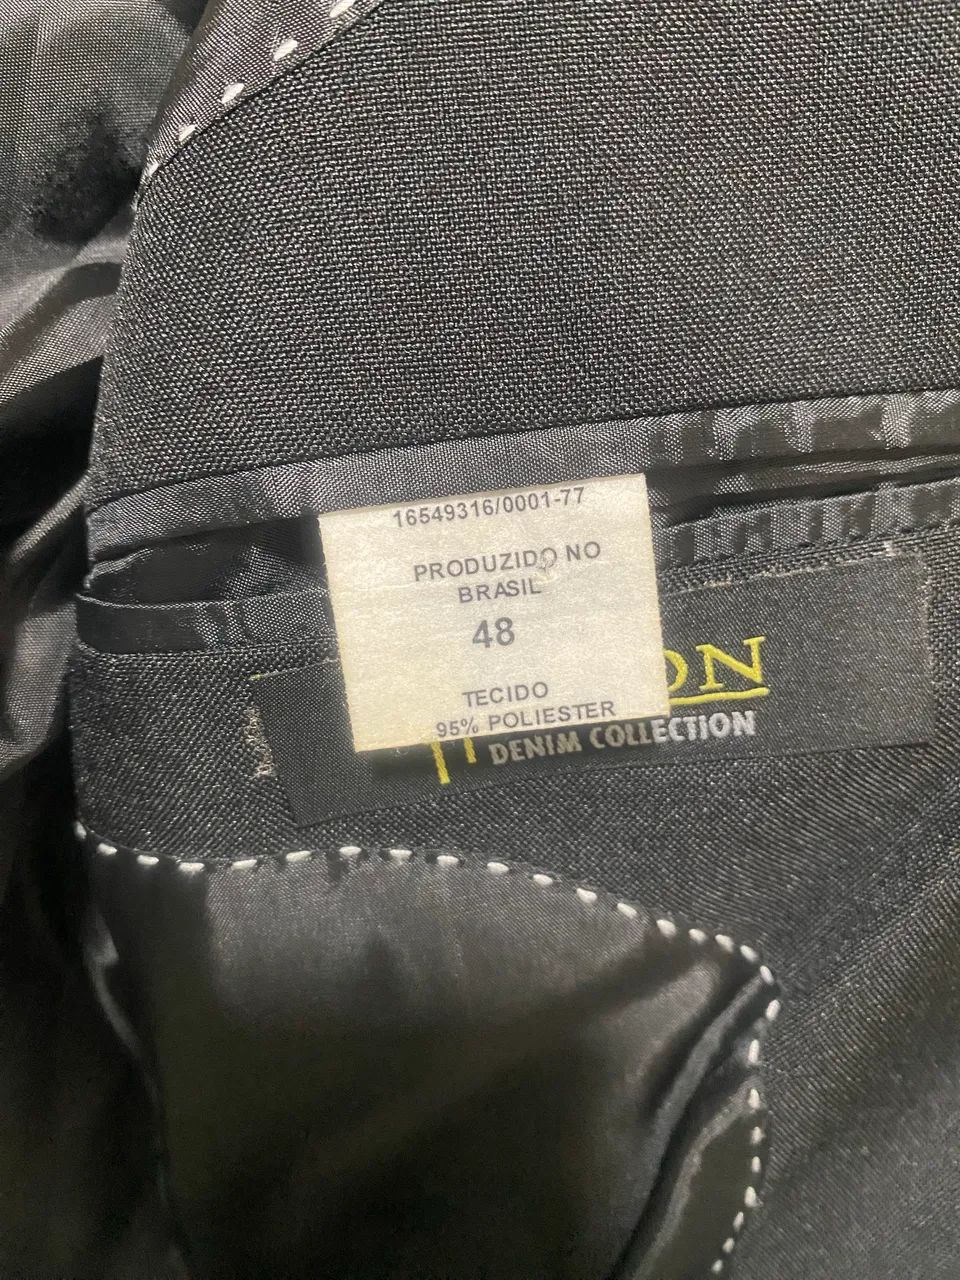 16549316/0001-77
PRODUZIDO NO
BRASIL
48
TECIDO
95% POLIESTER
DENIM COLLECTION